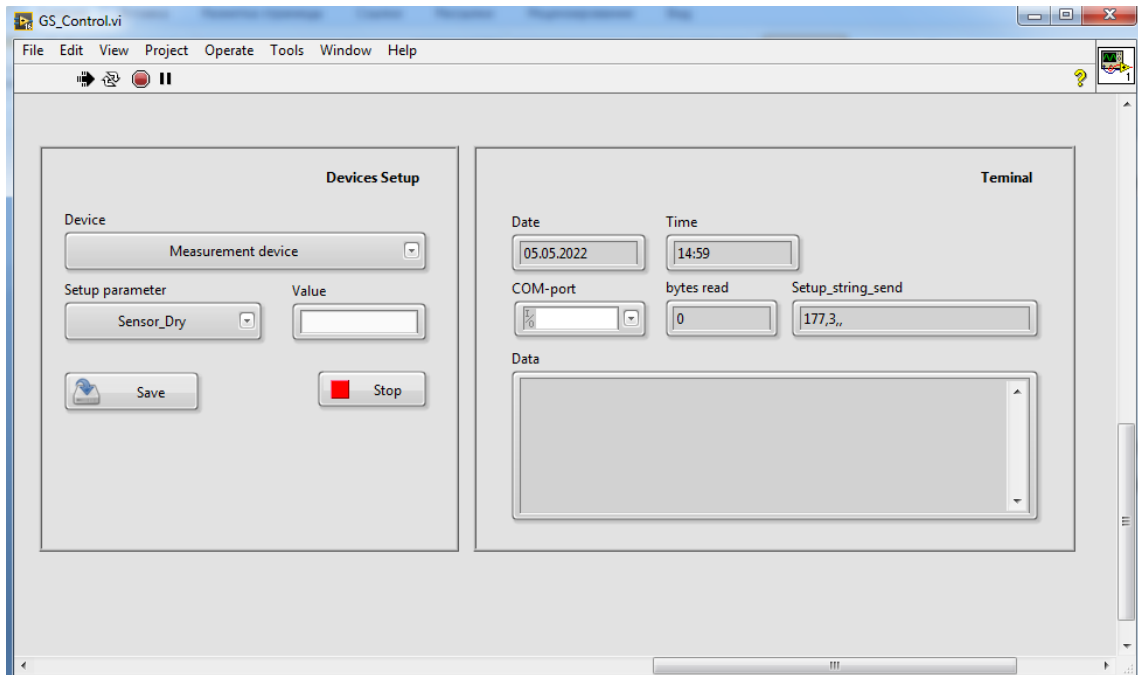 GS_Control.vi
File Edit View Project Operate Tools Window Help
1
Devices Setup
Device
Measurement device
Setup parameter Value
Sensor_Dry
Save Stop
Teminal
Date Time
05.05.2022 14:59
COM-port bytes read Setup_string_send
0 177,3,,
Data